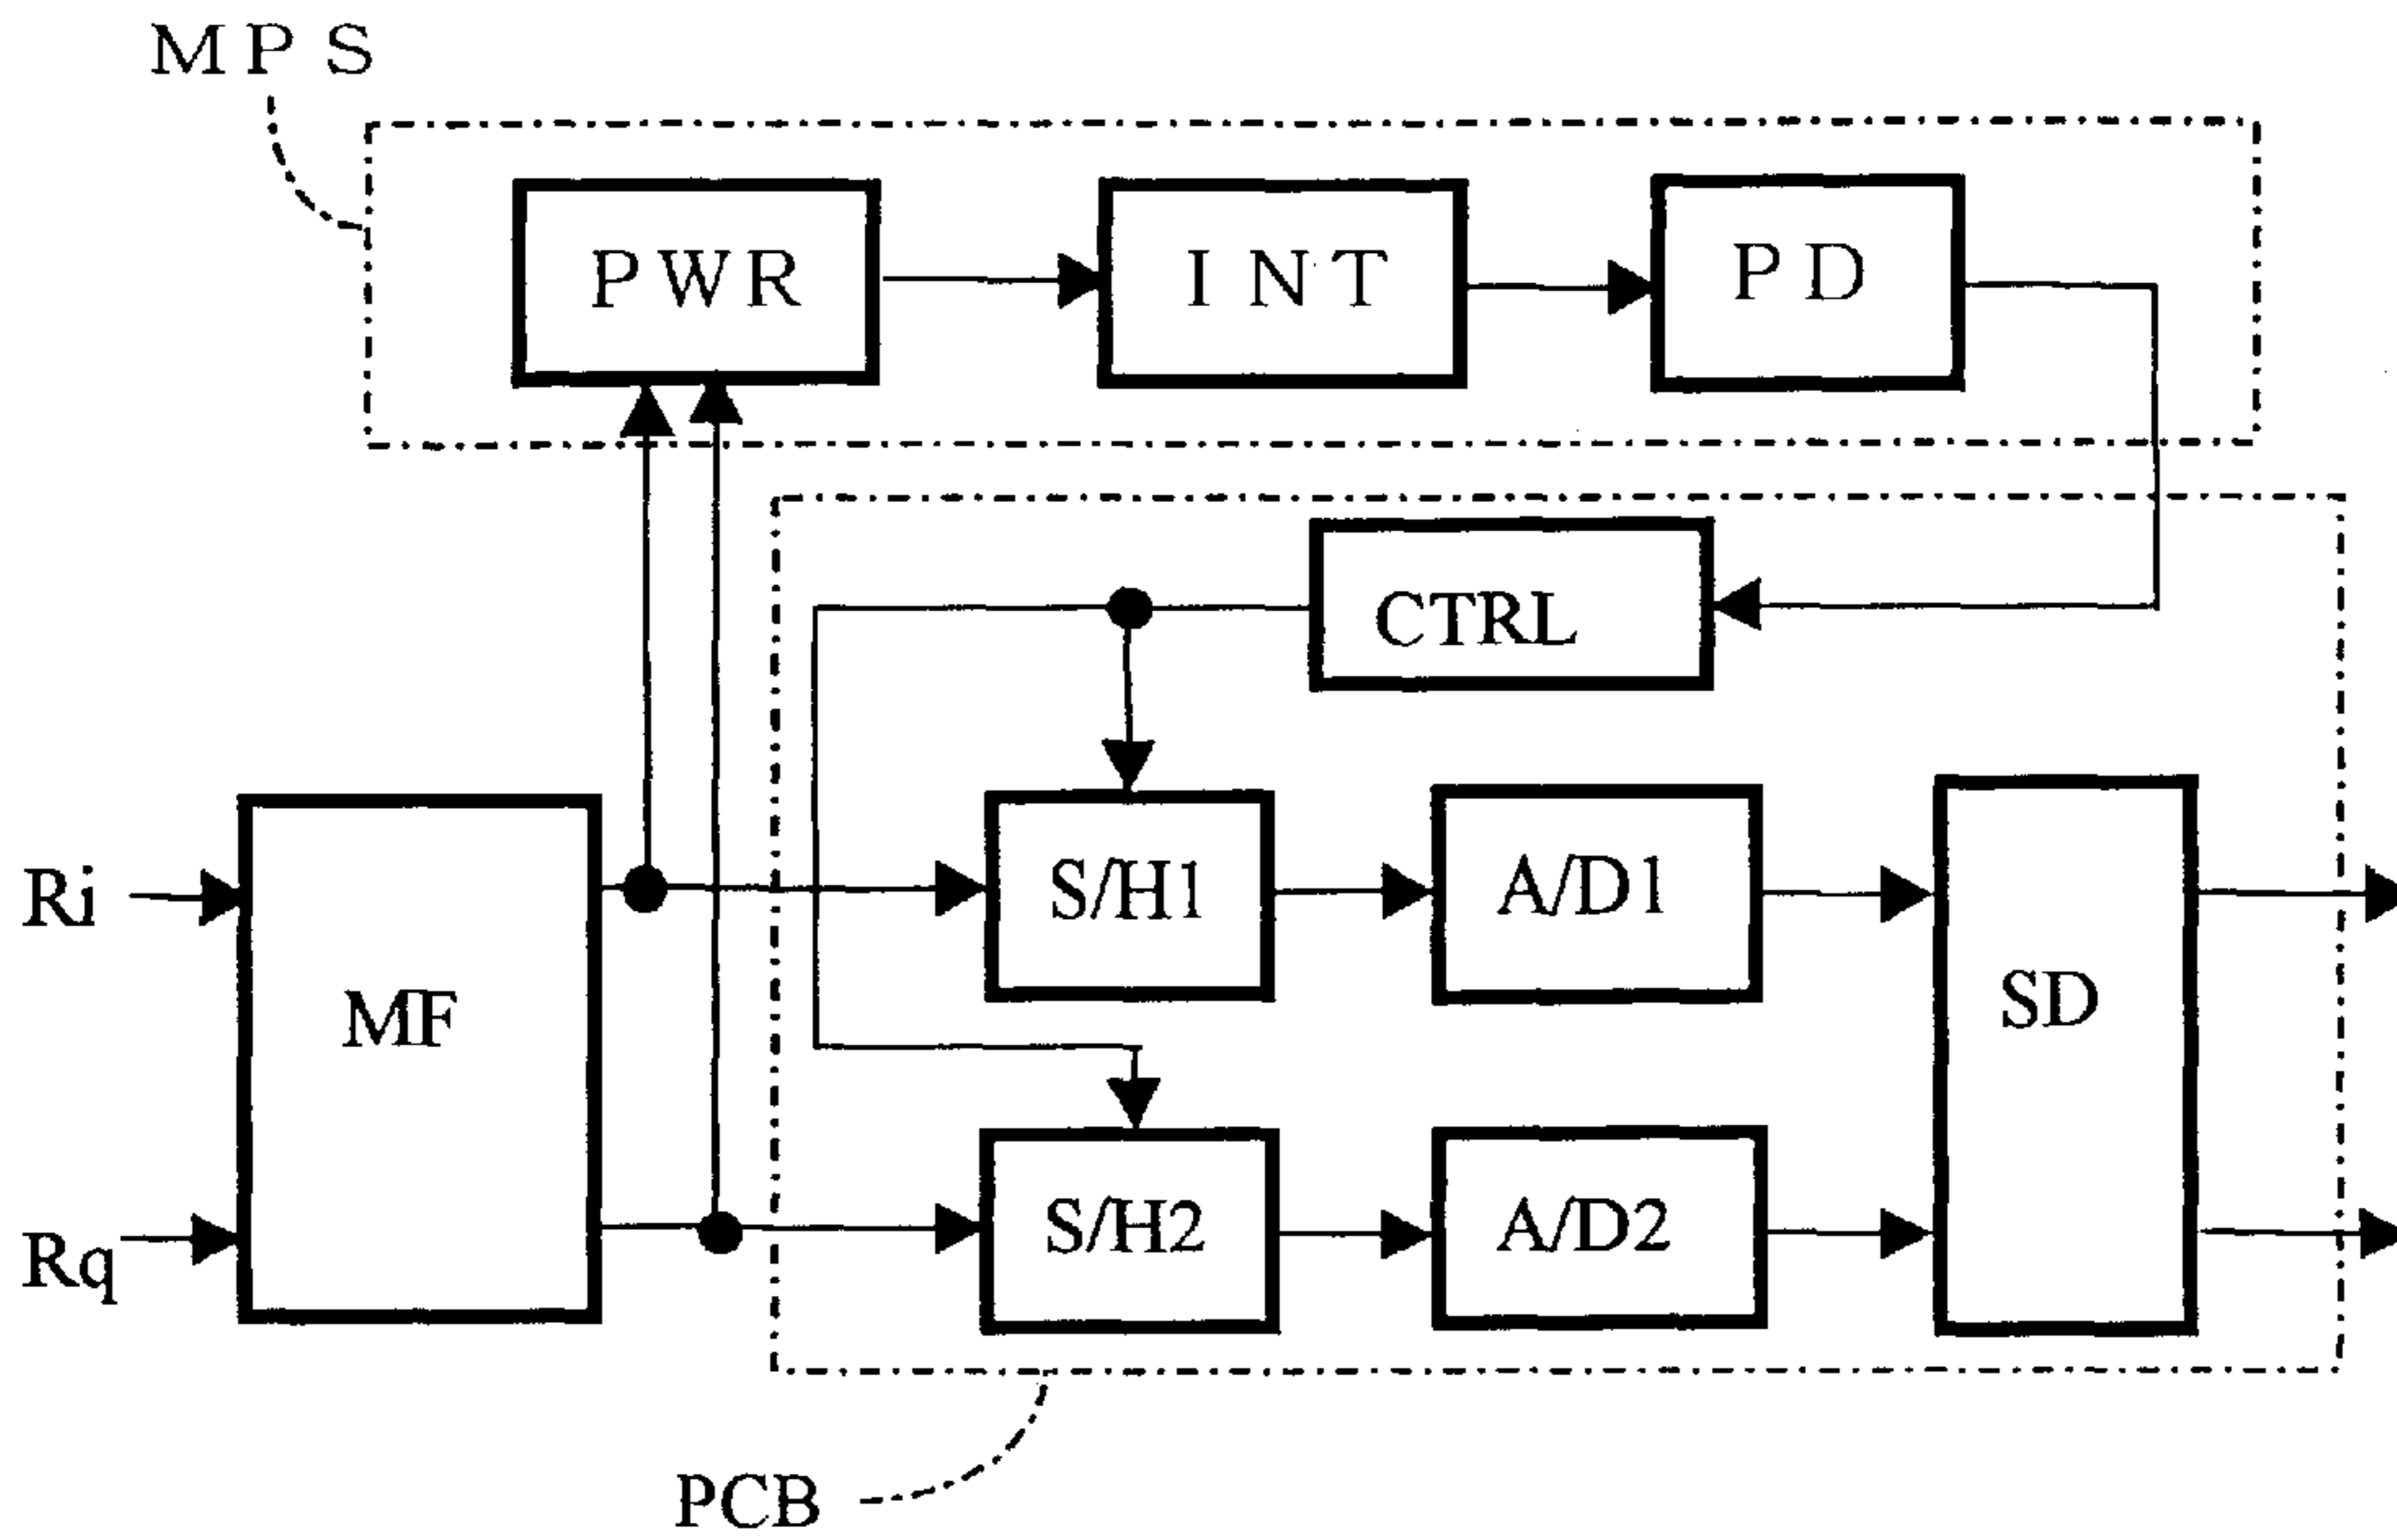 MPS
PWR
INT
PD
CTRL
Ri
S/H1
A/D1
MF
SD
Rq
S/H2
A/D2
PCB